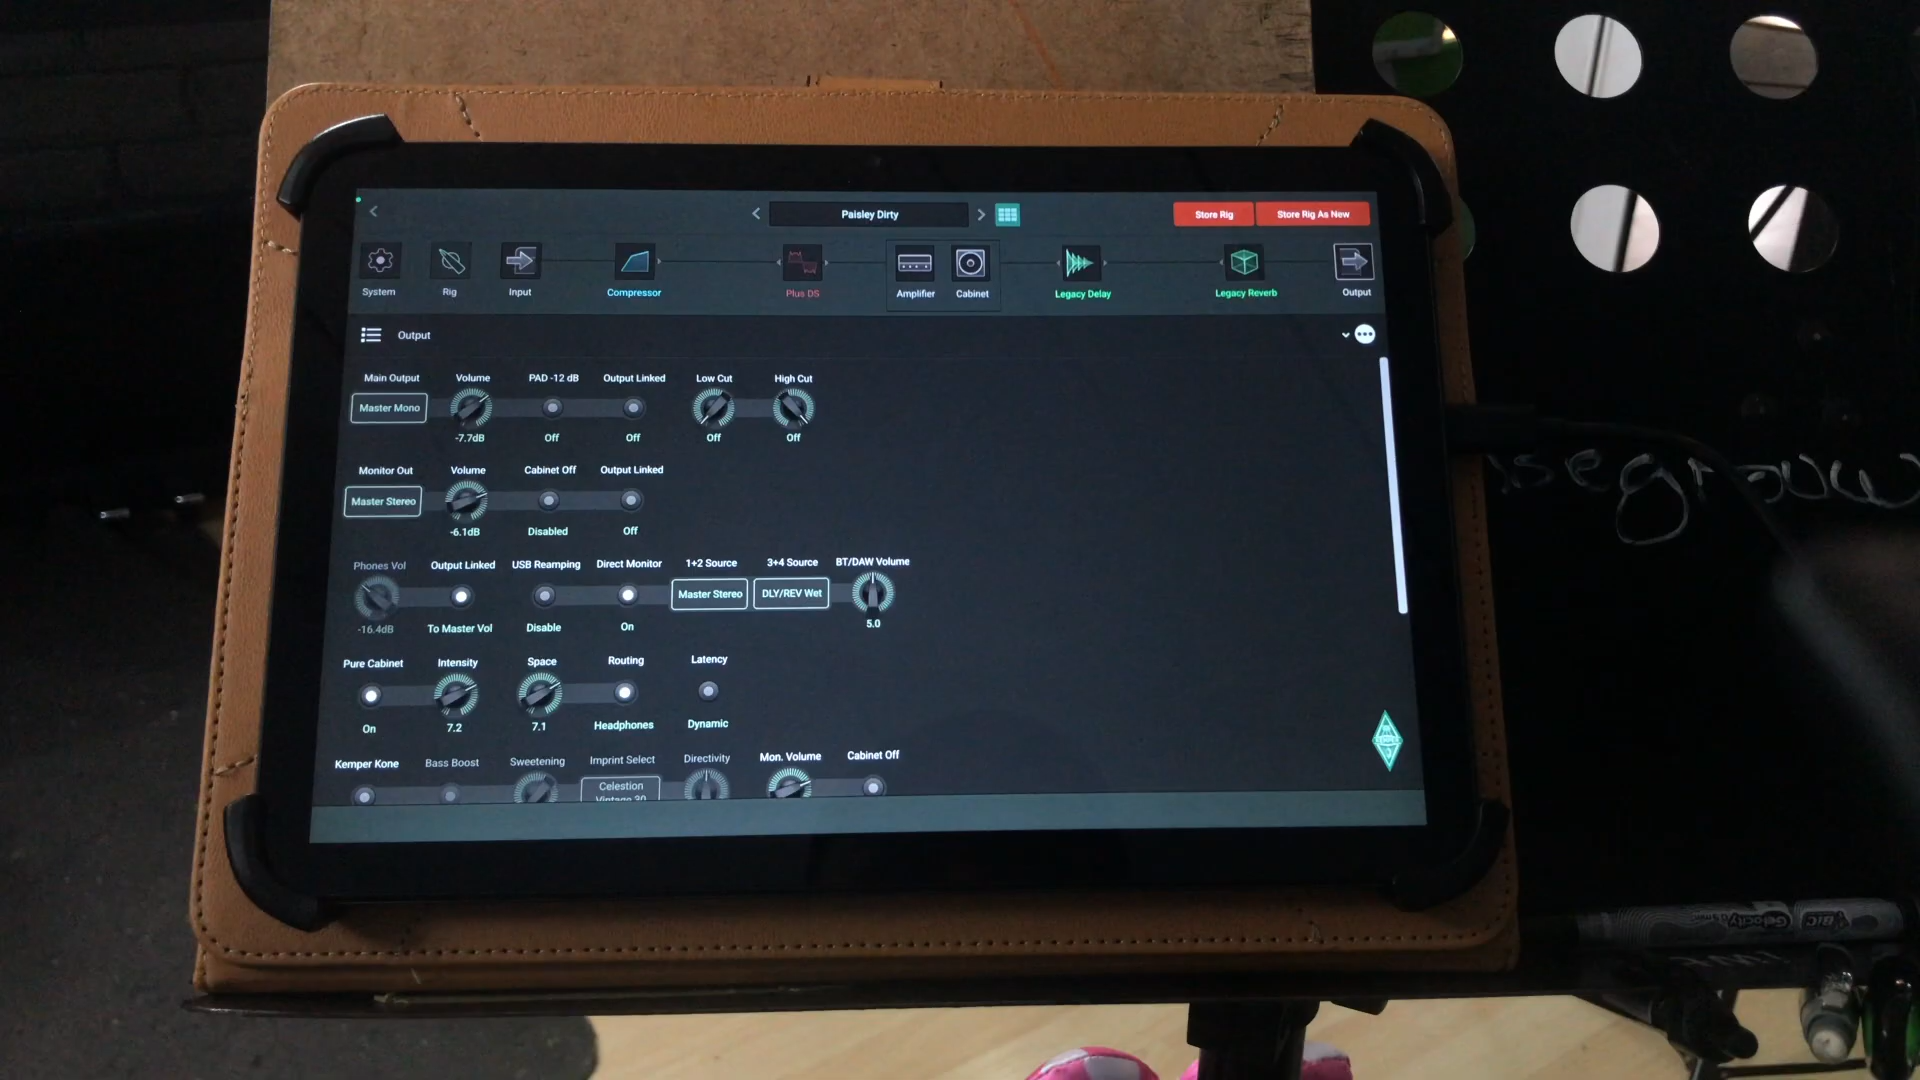 Paisley Dirty
Store Rig
Store Rig As New
System
Rig
Input
Compressor
Plus DS
Amplifier
Cabinet
Legacy Delay
Legacy Reverb
Output
Output
Main Output Volume PAD -12 dB Output Linked Low Cut High Cut
Master Mono
-7.7dB Off Off Off Off
Monitor Out Volume Cabinet Off Output Linked
Master Stereo
-6.1dB Disabled Off
Phones Vol Output Linked USB Reamping Direct Monitor 1+2 Source 3+4 Source BT/DAW Volume
Master Stereo DLY/REV Wet
-16.4dB To Master Vol Disable On 5.0
Pure Cabinet Intensity Space Routing Latency
On 7.2 7.1 Headphones Dynamic
Kemper Kone Bass Boost Sweetening Imprint Select Directivity Mon. Volume Cabinet Off
Celestion
Vintage 30
KEMPER
BIC
Gelocity